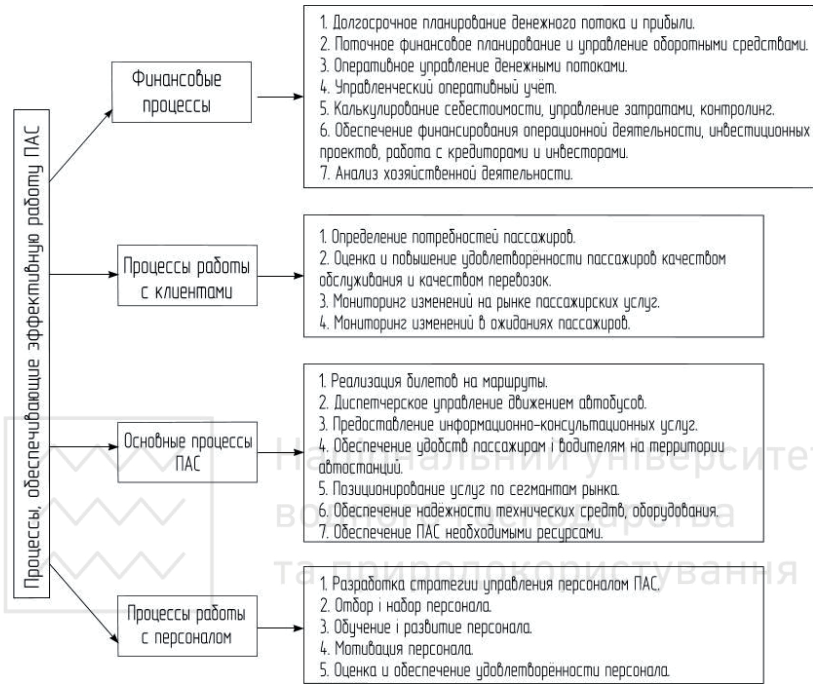 Процессы, обеспечивающие эффективную работу ПАС
Финансовые
процессы
1. Долгосрочное планирование денежного потока и прибыли.
2. Поточное финансовое планирование и управление оборотными средствами.
3. Оперативное управление денежными потоками.
4. Управленческий оперативный учёт.
5. Калькулирование себестоимости, управление затратами, контролинг.
6. Обеспечение финансирования операционной деятельности, инвестиционных
проектов, работа с кредиторами и инвесторами.
7. Анализ хозяйственной деятельности.
Процессы работы
с клиентами
1. Определение потребностей пассажиров.
2. Оценка и повышение удовлетворённости пассажиров качеством
обслуживания и качеством перевозок.
3. Мониторинг изменений на рынке пассажирских услуг.
4. Мониторинг изменений в ожиданиях пассажиров.
Основные процессы
ПАС
1. Реализация билетов на маршруты.
2. Диспетчерское управление движением автобусов.
3. Предоставление информационно-консультационных услуг.
4. Обеспечение удобств пассажирам і водителям на территории
автостанций.
5. Позиционирование услуг по сегмантам рынка.
6. Обеспечение надёжности технических средств, оборудования.
7. Обеспечение ПАС необходимыми ресурсами.
Процессы работы
с персоналом
1. Разработка стратегии управления персоналом ПАС.
2. Отбор і набор персонала.
3. Обучение і развитие персонала.
4. Мотивация персонала.
5. Оценка и обеспечение удовлетворённости персонала.
Національний університет
водного господарства
та природокористування